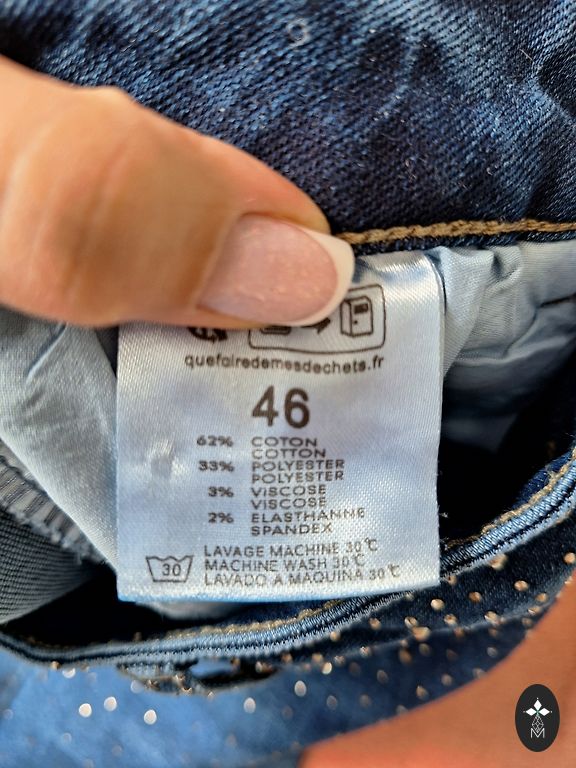 quefairedemesdechets.fr
46
62% COTON
COTTON
33% POLYESTER
POLYESTER
3% VISCOSE
VISCOSE
2% ELASTHANNE
SPANDEX
30 LAVAGE MACHINE 30℃
MACHINE WASH 30℃
LAVADO A MAQUINA 30℃
M